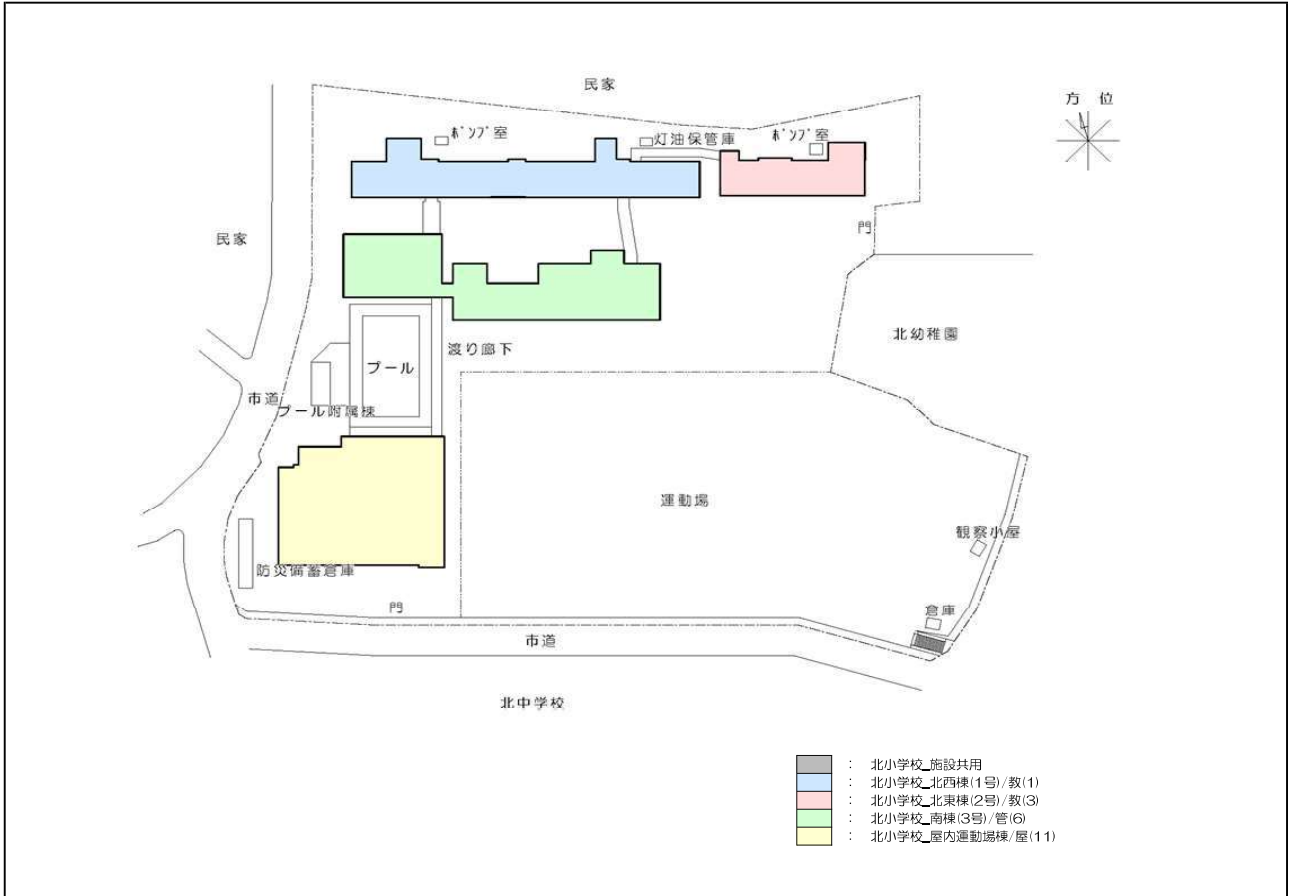 民家
方 位
ポンプ室
灯油保管庫
ポンプ室
民家
門
北幼稚園
渡り廊下
プール
市道
プール附属棟
運動場
観察小屋
防災備蓄倉庫
門
倉庫
市道
北中学校
： 北小学校_施設共用
： 北小学校_北西棟(1号)/教(1)
： 北小学校_北東棟(2号)/教(3)
： 北小学校_南棟(3号)/管(6)
： 北小学校_屋内運動場棟/屋(11)